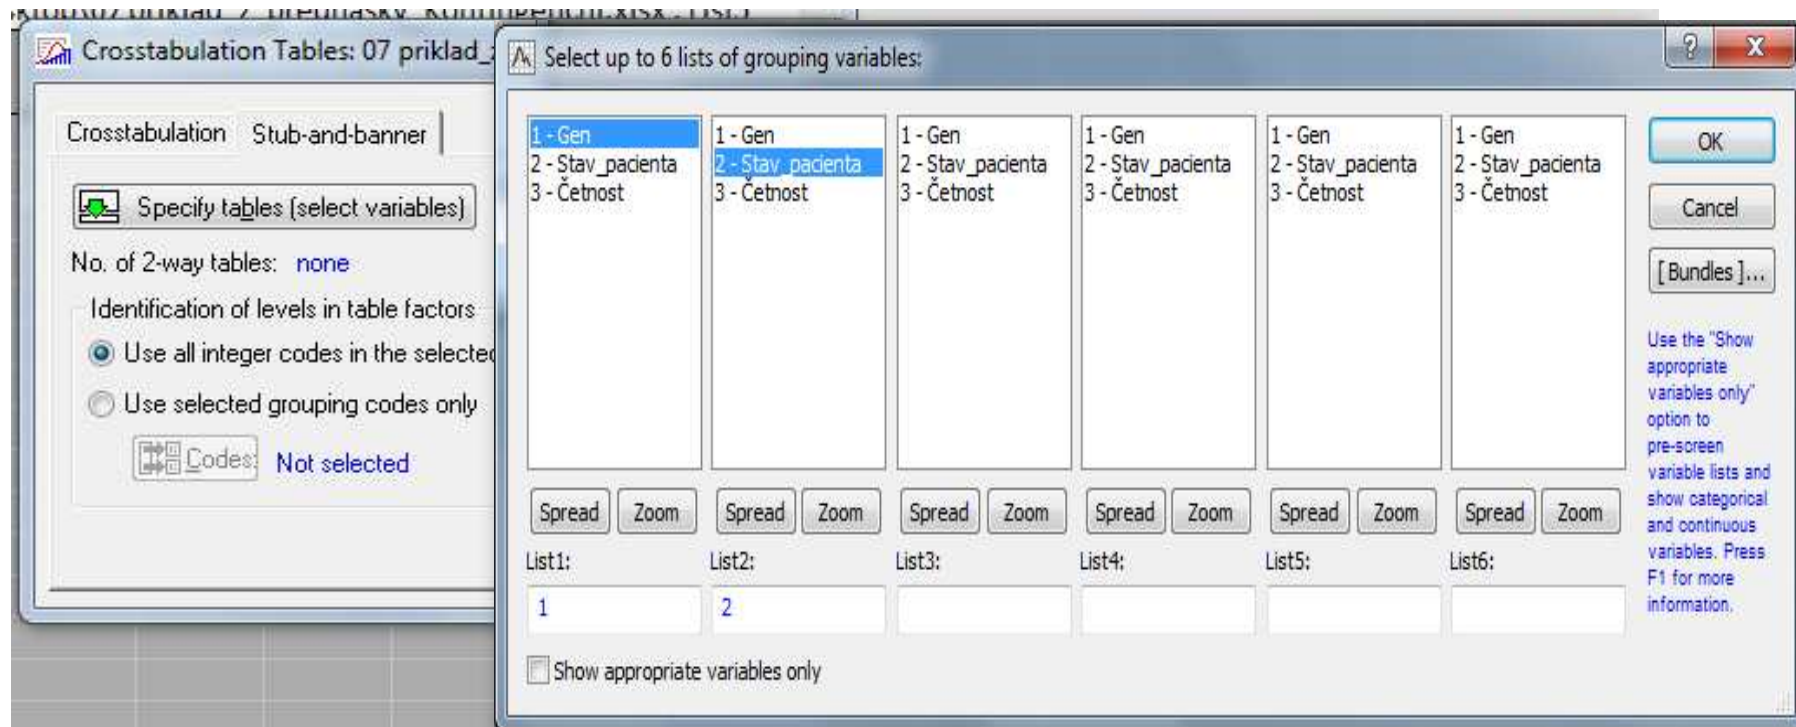 Crosstabulation Tables: 07 priklad_
Select up to 6 lists of grouping variables:
Crosstabulation
Stub-and-banner
Specify tables (select variables)
No. of 2-way tables: none
Identification of levels in table factors
Use all integer codes in the selected
Use selected grouping codes only
Codes:
Not selected
1 - Gen
2 - Stav_pacienta
3 - Četnost
1 - Gen
2 - Stav_pacienta
3 - Četnost
1 - Gen
2 - Stav_pacienta
3 - Četnost
1 - Gen
2 - Stav_pacienta
3 - Četnost
1 - Gen
2 - Stav_pacienta
3 - Četnost
1 - Gen
2 - Stav_pacienta
3 - Četnost
Spread Zoom Spread Zoom Spread Zoom Spread Zoom Spread Zoom Spread Zoom
List1: List2: List3: List4: List5: List6:
1 2
Show appropriate variables only
OK
Cancel
[Bundles]...
Use the "Show
appropriate
variables only"
option to
pre-screen
variable lists and
show categorical
and continuous
variables. Press
F1 for more
information.